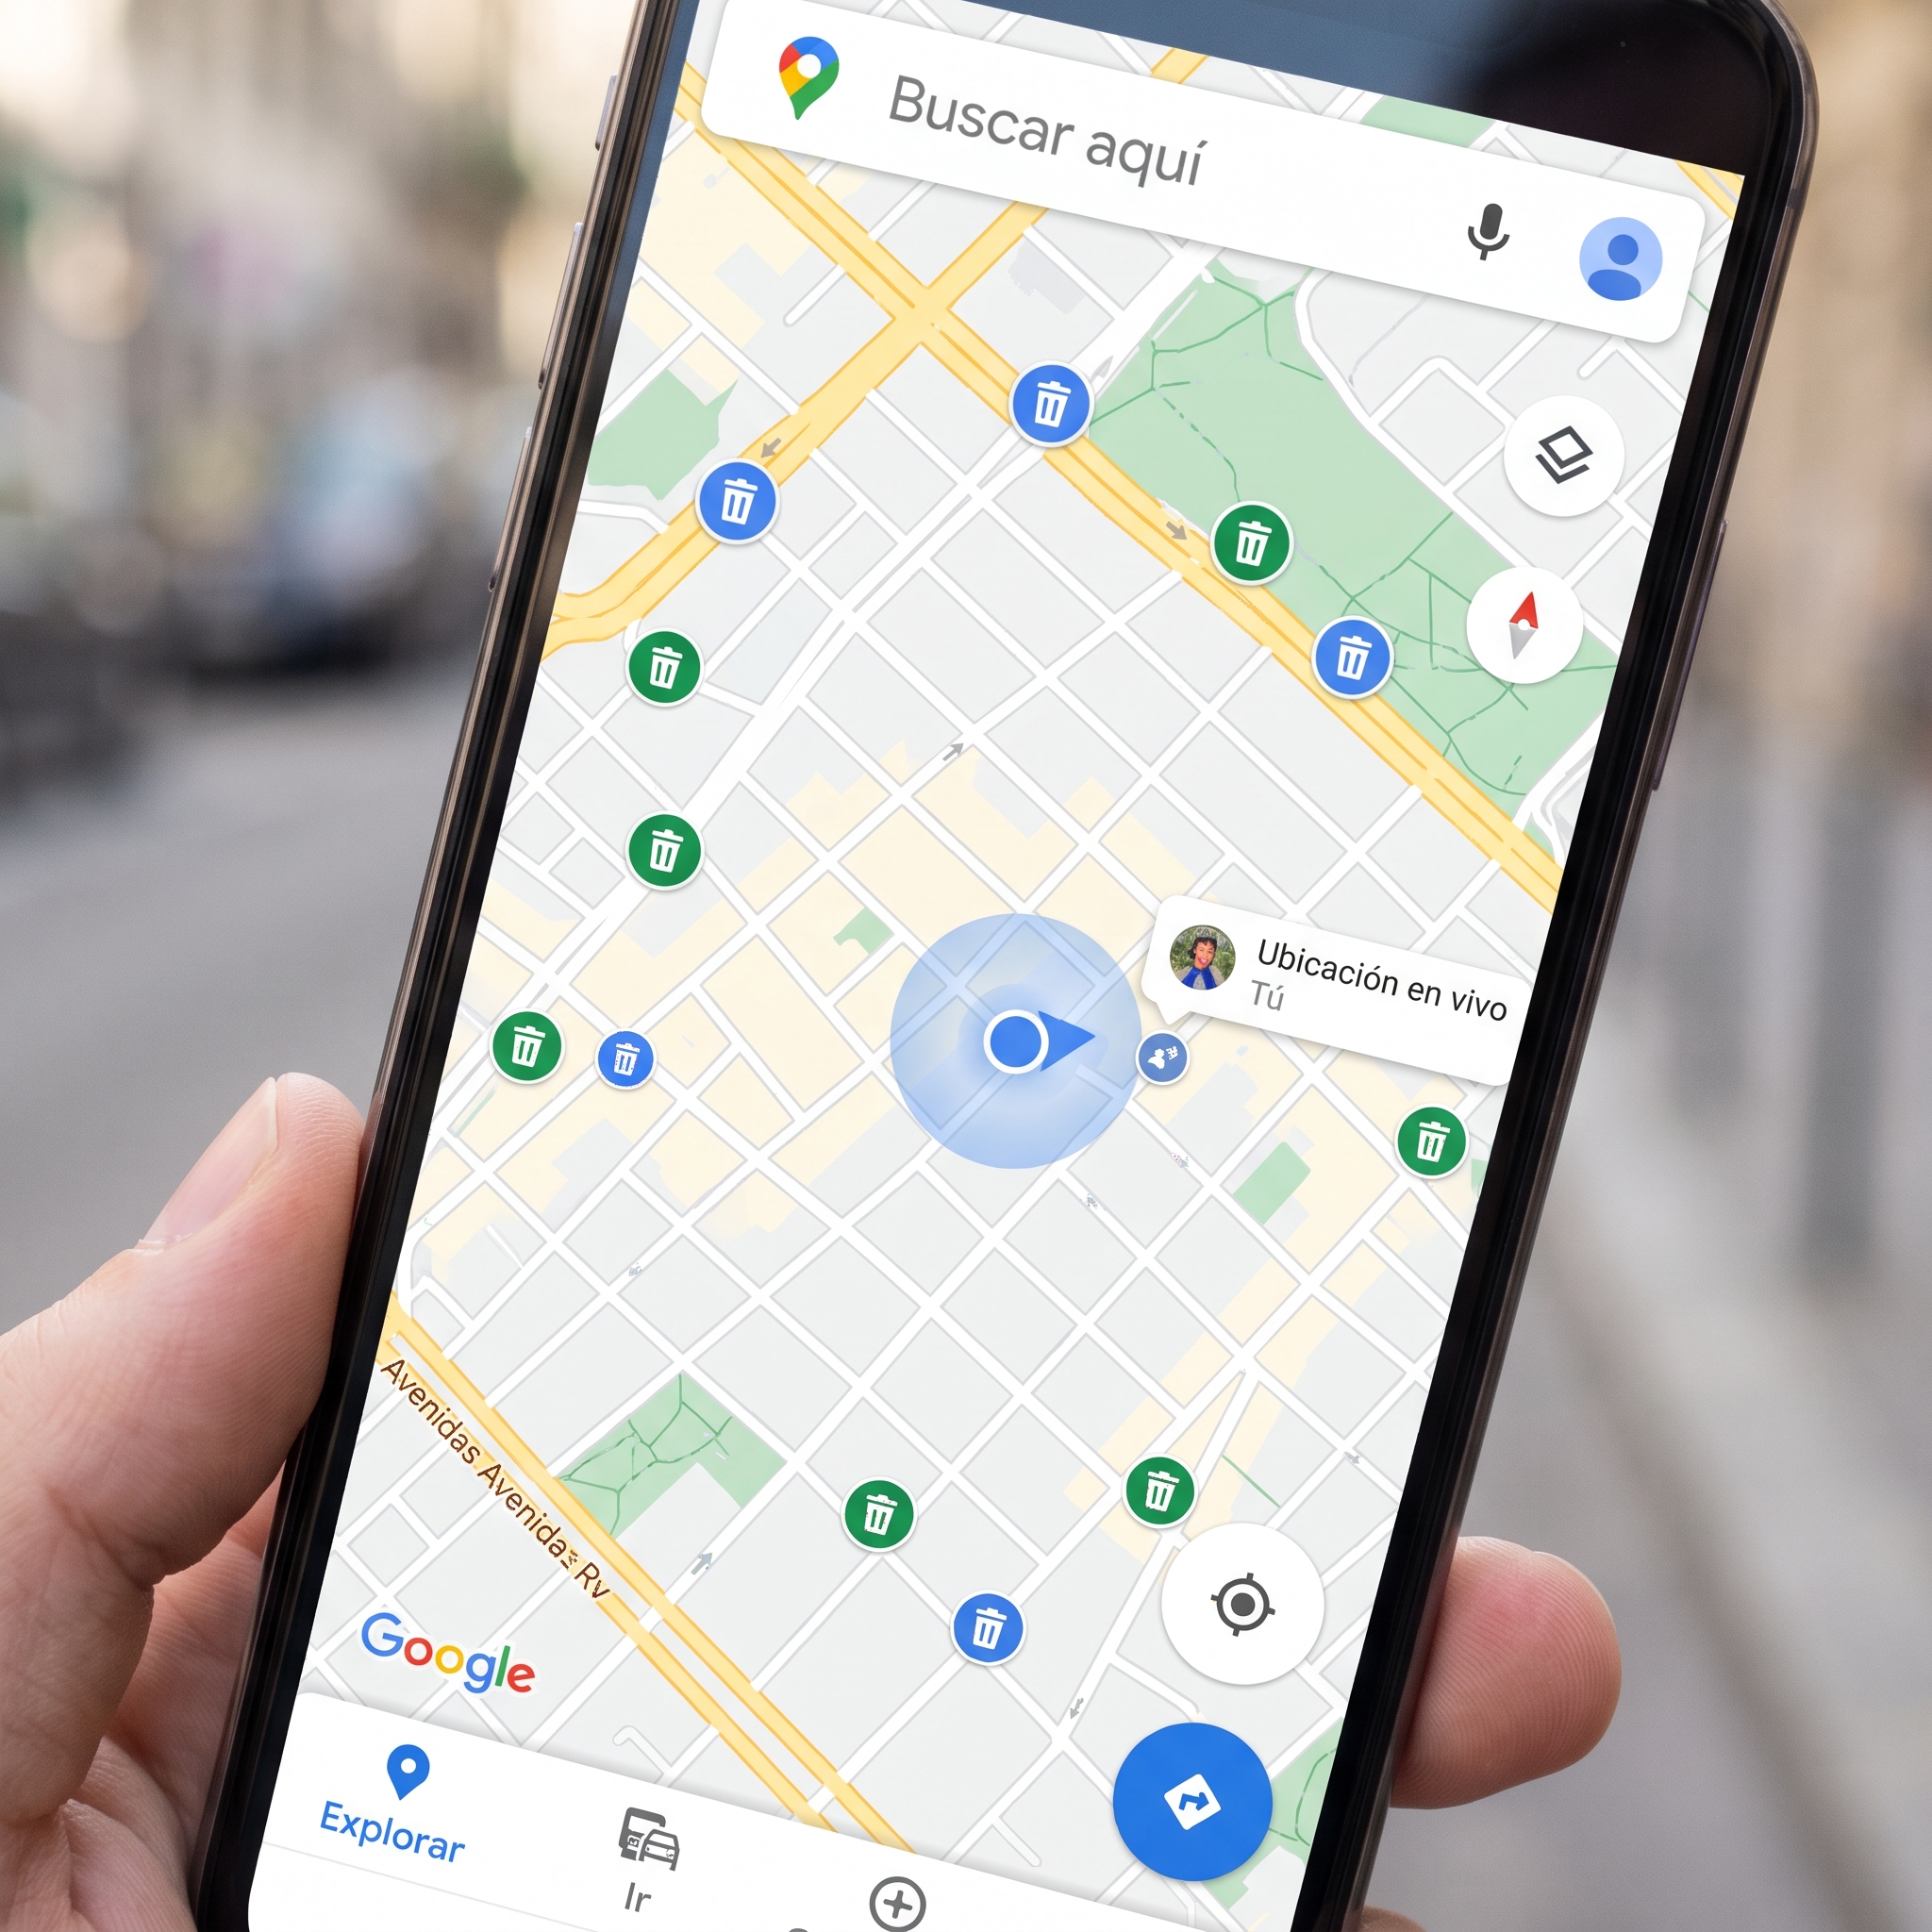 Buscar aquí
Ubicación en vivo
Tú
Avenidas Avenidas Rv
Google
Explorar
Ir